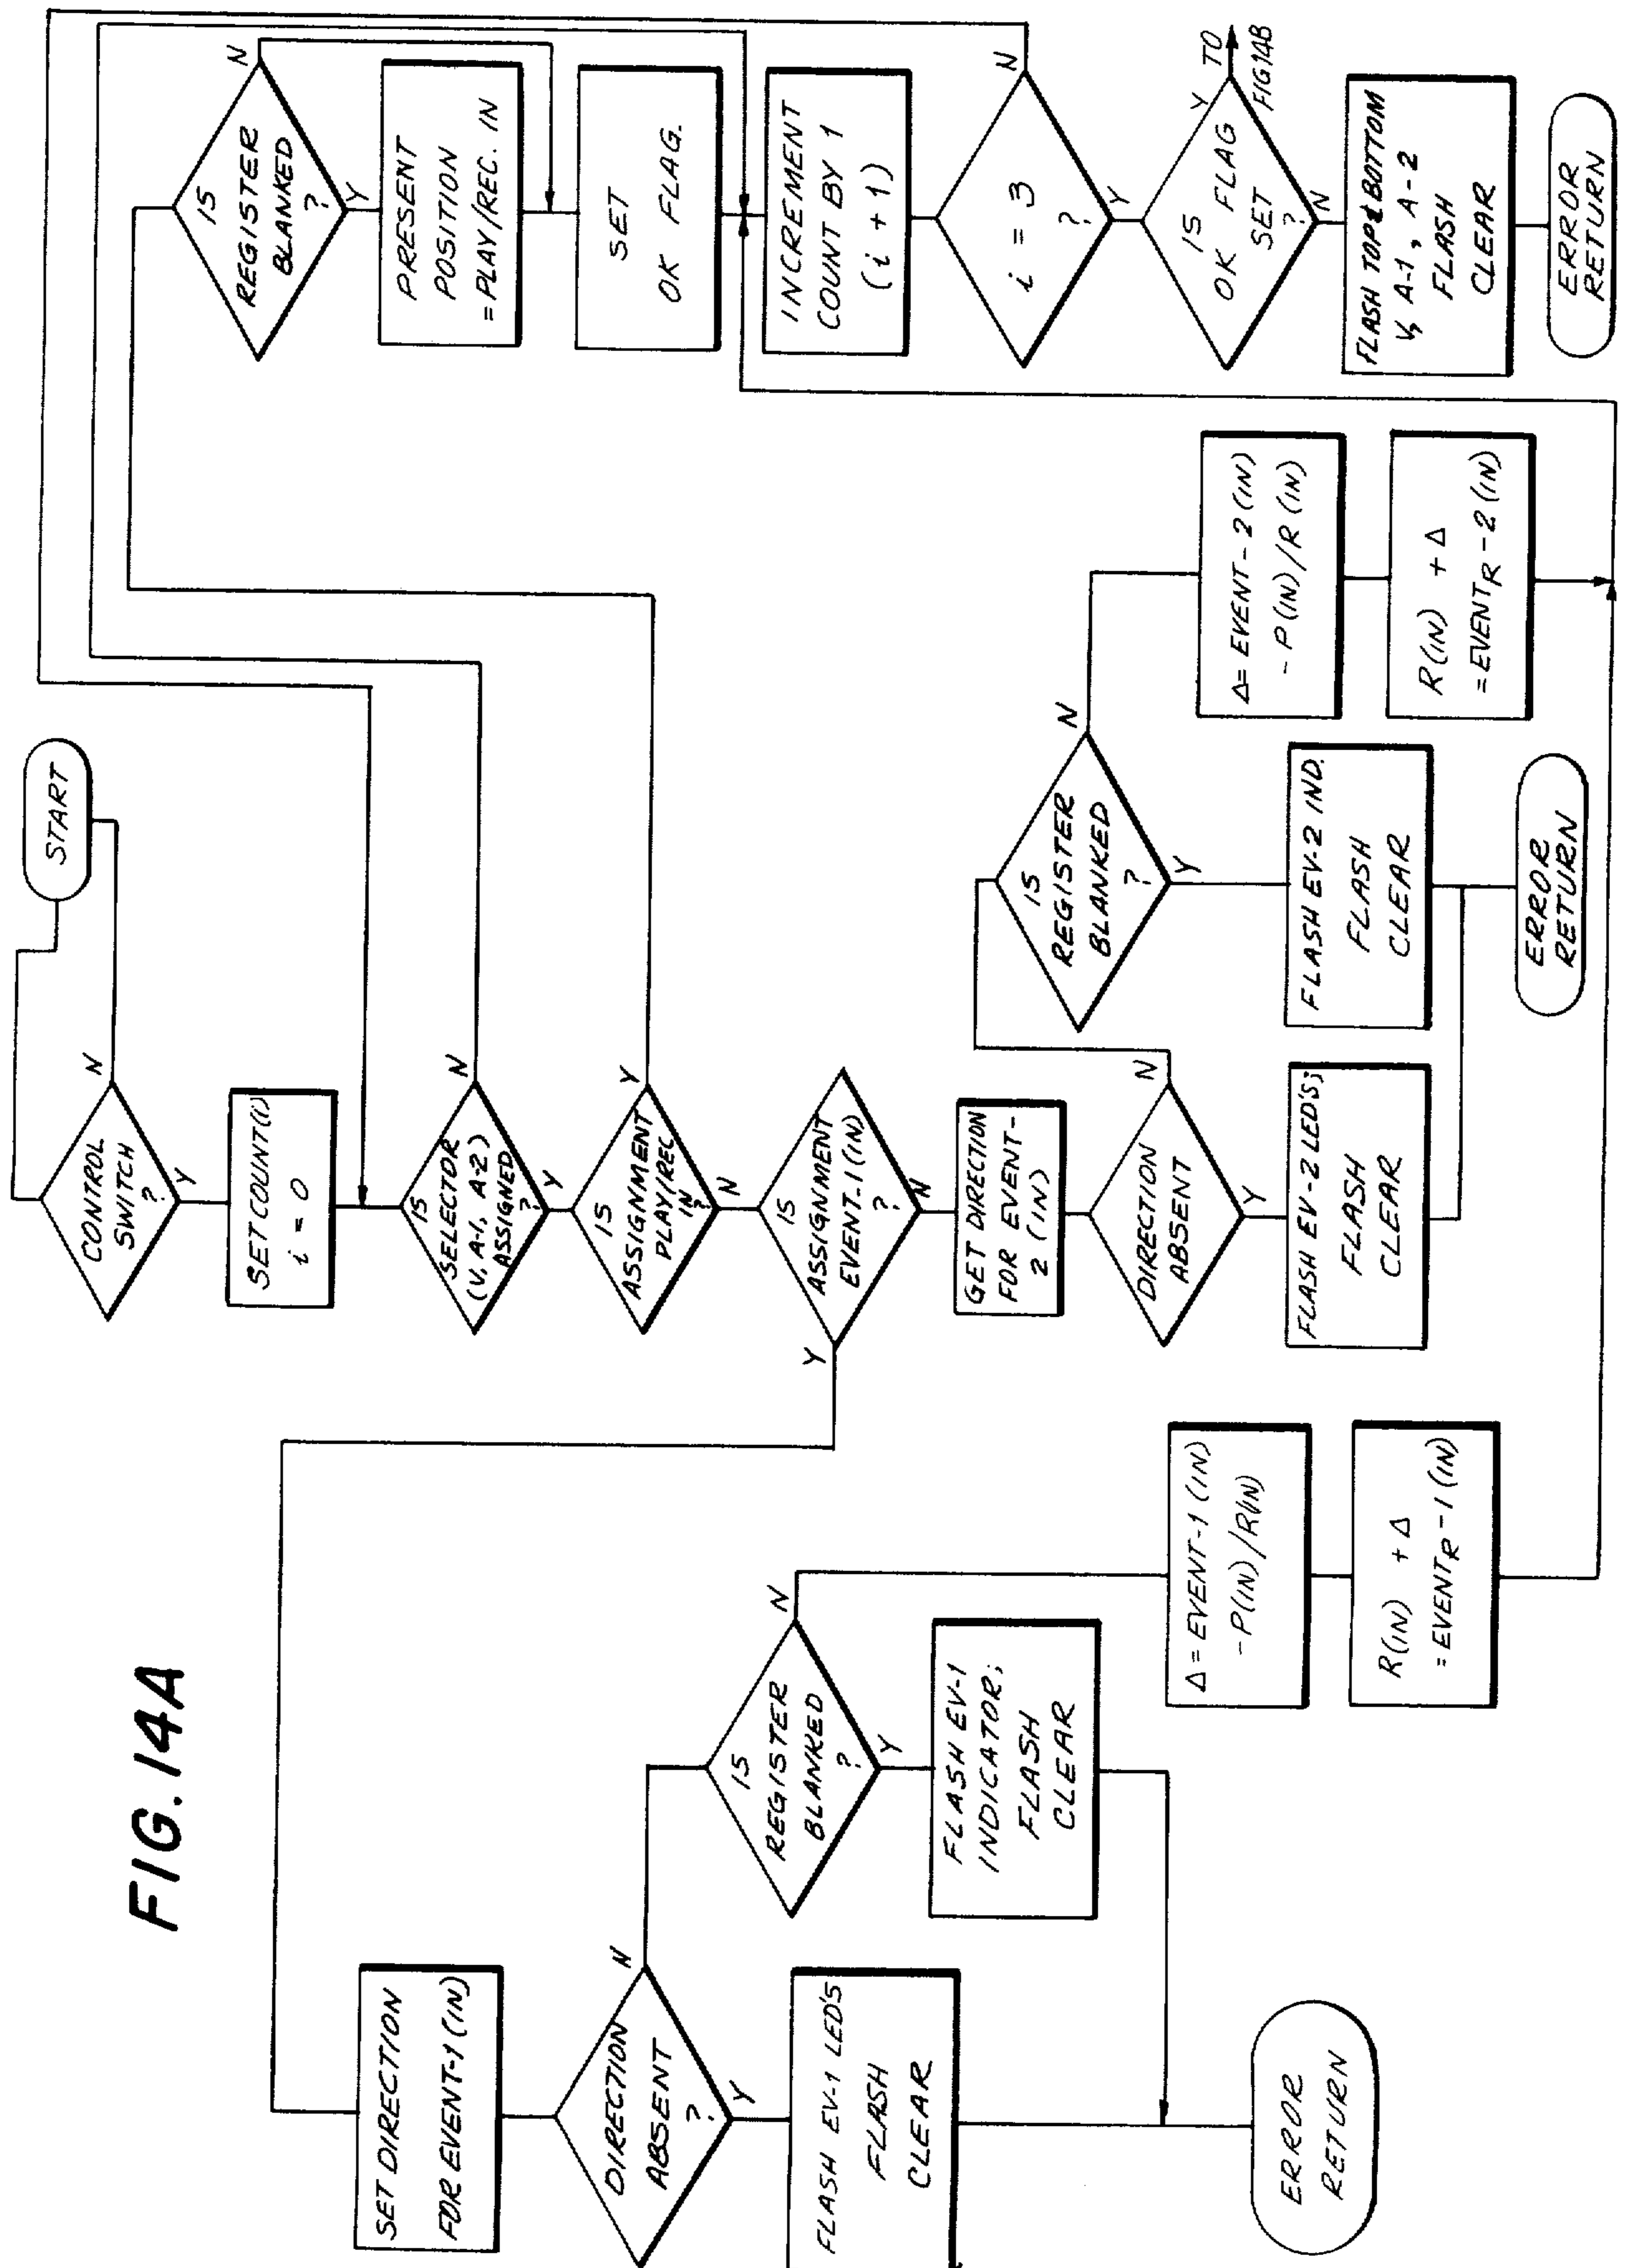 FIG. 14A
START
CONTROL
SWITCH
?
N
Y
SET COUNT(i)
i = 0
IS
SELECTOR
(V, A-1, A-2)
ASSIGNED
?
N
Y
IS
ASSIGNMENT
PLAY/REC
IN
?
Y
N
IS
ASSIGNMENT
EVENT-1 (IN)
?
Y
N
GET DIRECTION
FOR EVENT-
2 (IN)
DIRECTION
ABSENT
N
Y
FLASH EV-2 LED'S;
FLASH
CLEAR
IS
REGISTER
BLANKED
?
N
Y
FLASH EV-2 IND.
FLASH
CLEAR
ERROR
RETURN
Δ= EVENT-2 (IN)
- P(IN)/R(IN)
R(IN) + Δ
= EVENTR-2 (IN)
SET DIRECTION
FOR EVENT-1 (IN)
DIRECTION
ABSENT
?
N
Y
FLASH EV-1 LED'S
FLASH
CLEAR
IS
REGISTER
BLANKED
?
N
Y
FLASH EV-1
INDICATOR;
FLASH
CLEAR
ERROR
RETURN
Δ= EVENT-1 (IN)
-P(IN)/R(IN)
R(IN) + Δ
= EVENTR-1 (IN)
IS
REGISTER
BLANKED
?
N
Y
PRESENT
POSITION
= PLAY/REC. IN
SET
OK FLAG.
INCREMENT
COUNT BY 1
(i + 1)
i = 3
?
N
Y
IS
OK FLAG
SET
?
Y
TO
FIG 14B
N
FLASH TOP & BOTTOM
V, A-1, A-2
FLASH
CLEAR
ERROR
RETURN